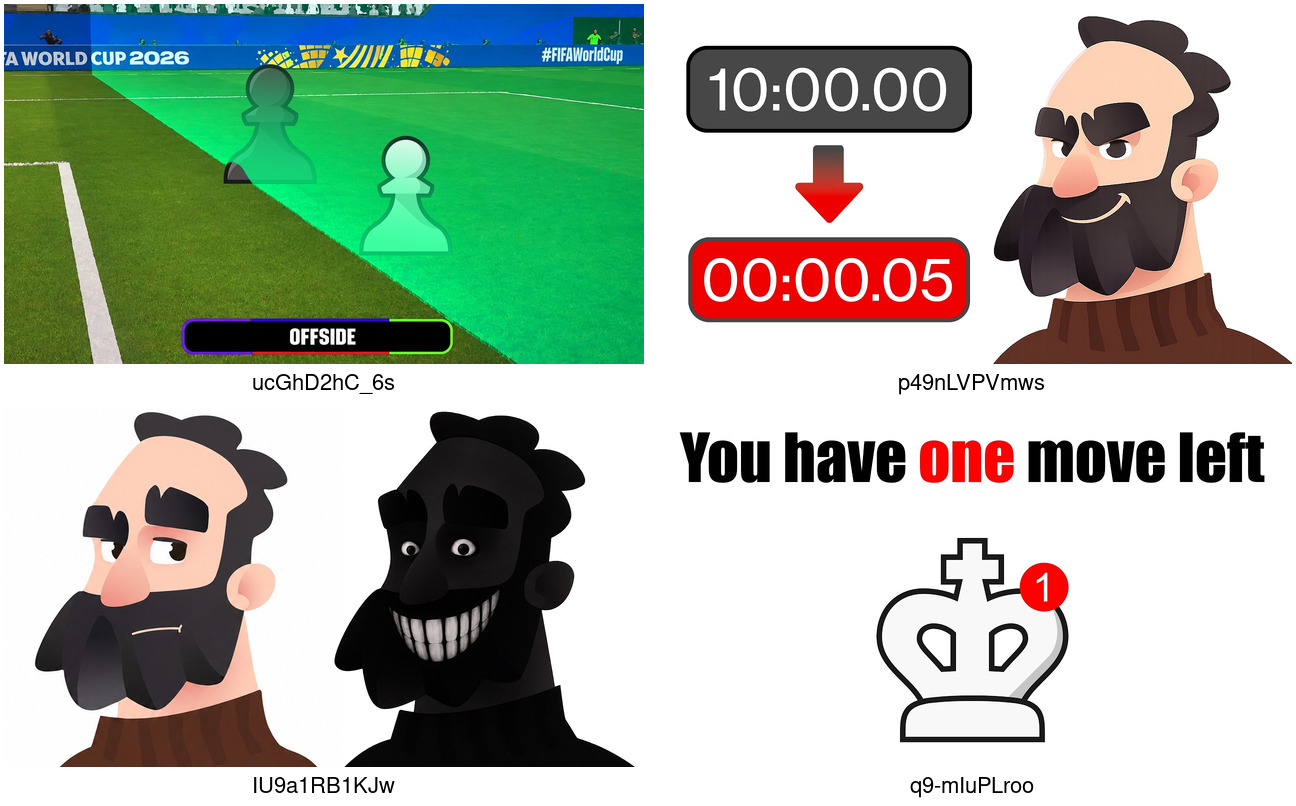 FA WORLD CUP 2026
#FIFAWorldCup
OFFSIDE
ucGhD2hC_6s
10:00.00
00:00.05
p49nLVPVmws
IU9a1RB1KJw
You have one move left
1
q9-mIuPLroo